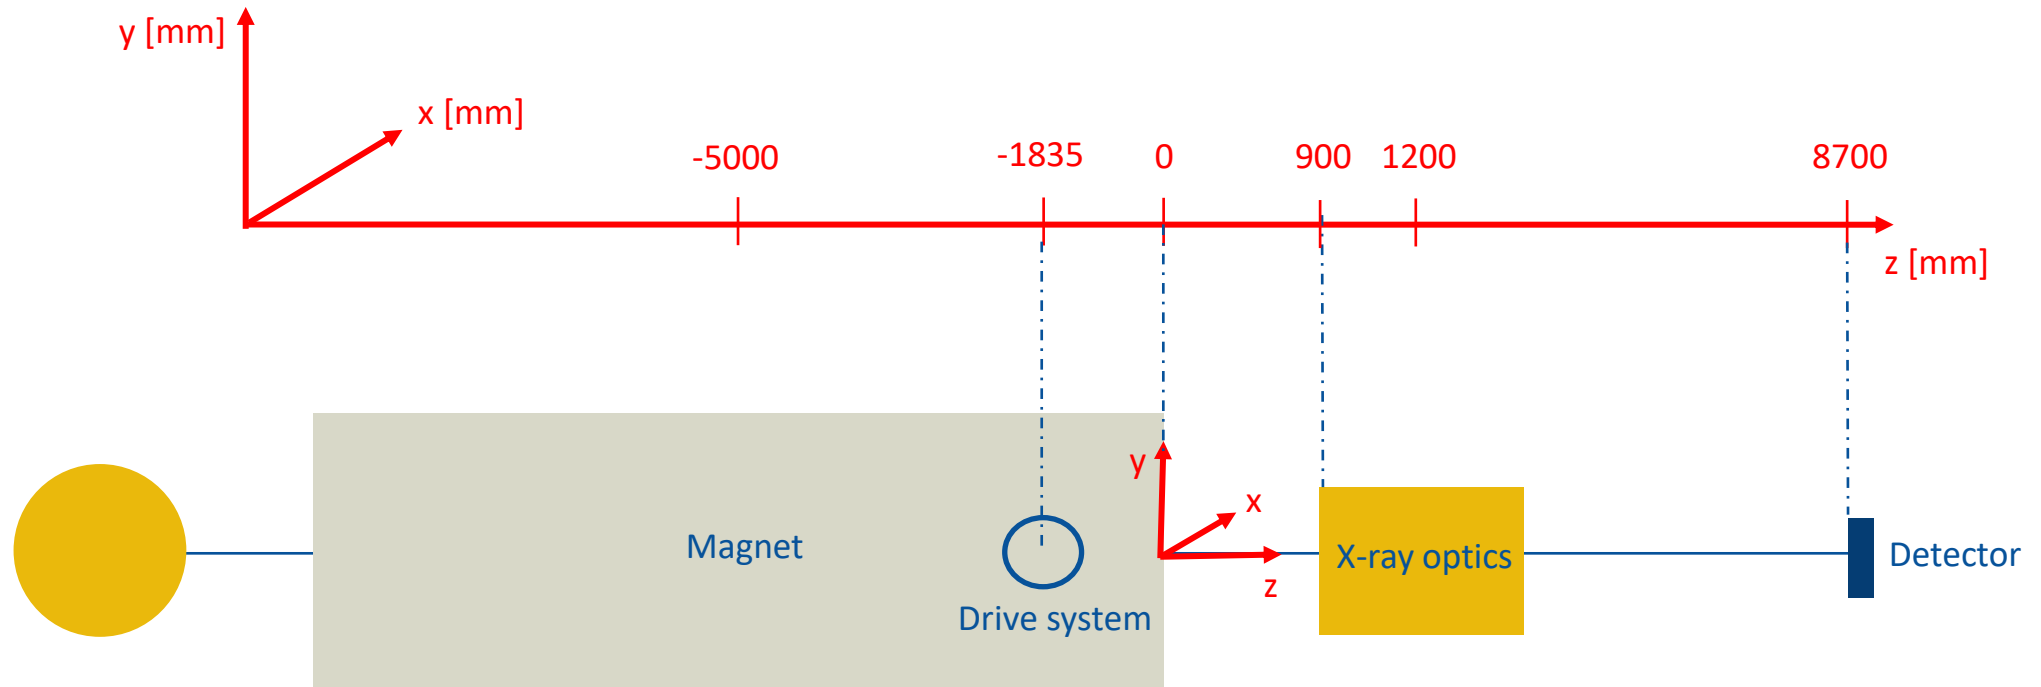 y [mm]
x [mm]
-5000
-1835
0
900
1200
8700
z [mm]
y
x
z
Magnet
Drive system
X-ray optics
Detector